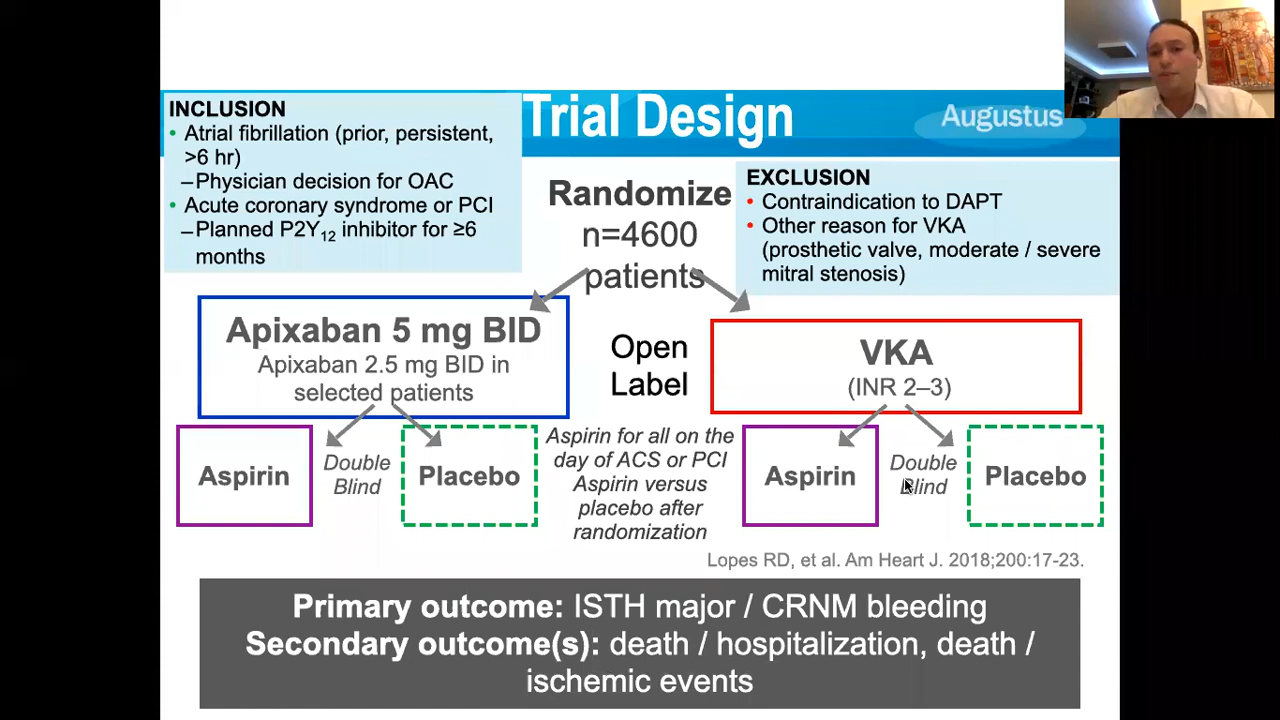 INCLUSION
• Atrial fibrillation (prior, persistent,
>6 hr)
–Physician decision for OAC
• Acute coronary syndrome or PCI
–Planned P2Y12 inhibitor for ≥6
months
Trial Design
Augustus
Randomize
n=4600
patients
EXCLUSION
• Contraindication to DAPT
• Other reason for VKA
(prosthetic valve, moderate / severe
mitral stenosis)
Apixaban 5 mg BID
Apixaban 2.5 mg BID in
selected patients
Open
Label
VKA
(INR 2–3)
Aspirin
Double
Blind
Placebo
Aspirin for all on the
day of ACS or PCI
Aspirin versus
placebo after
randomization
Aspirin
Double
Blind
Placebo
Lopes RD, et al. Am Heart J. 2018;200:17-23.
Primary outcome: ISTH major / CRNM bleeding
Secondary outcome(s): death / hospitalization, death /
ischemic events